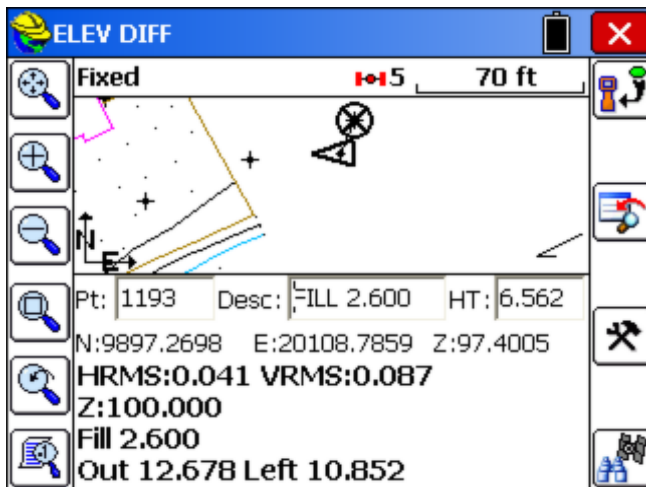 ELEV DIFF
Fixed 5 70 ft
N
E
Pt: 1193 Desc: FILL 2.600 HT: 6.562
N:9897.2698 E:20108.7859 Z:97.4005
HRMS:0.041 VRMS:0.087
Z:100.000
Fill 2.600
Out 12.678 Left 10.852